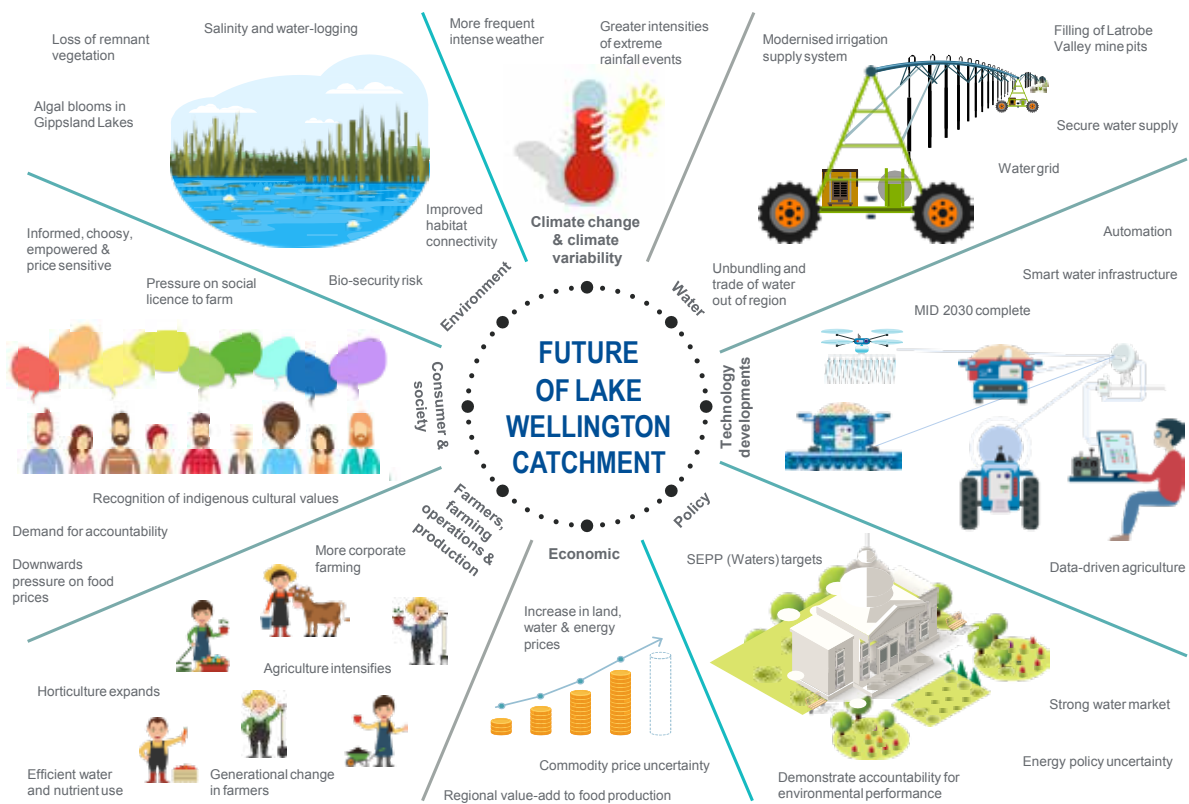 Salinity and water-logging
Loss of remnant
vegetation
Algal blooms in
Gippsland Lakes
Improved
habitat
connectivity
Bio-security risk
Environment
More frequent
intense weather
Greater intensities
of extreme
rainfall events
Climate change
& climate
variability
Modernised irrigation
supply system
Filling of Latrobe
Valley mine pits
Secure water supply
Watergrid
Unbundling and
trade of water
out of region
Water
Automation
Smart water infrastructure
MID 2030 complete
Data-driven agriculture
Technology
developments
SEPP (Waters) targets
Strong water market
Energy policy uncertainty
Demonstrate accountability for
environmental performance
Policy
Economic
Increase in land,
water & energy
prices
Commodity price uncertainty
Regional value-add to food production
Farmers,
farming
operations &
production
More corporate
farming
Agriculture intensifies
Horticulture expands
Efficient water
and nutrient use
Generational change
in farmers
Consumer &
society
Informed, choosy,
empowered &
price sensitive
Pressure on social
licence to farm
Recognition of indigenous cultural values
Demand for accountability
Downwards
pressure on food
prices
FUTURE
OF LAKE
WELLINGTON
CATCHMENT